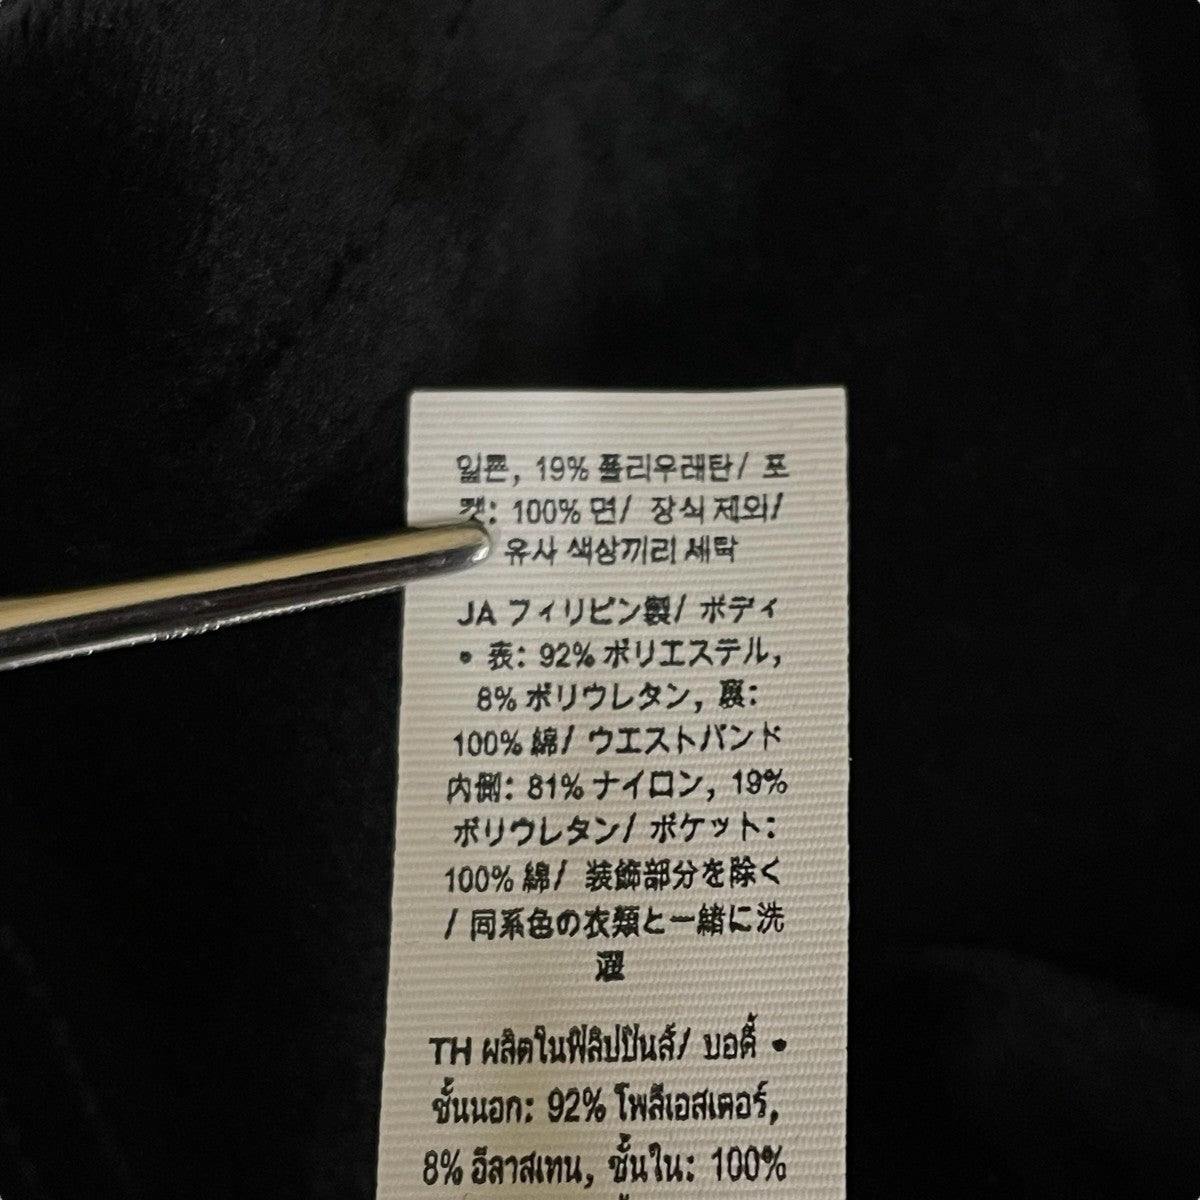 일론, 19% 폴리우레탄/ 포
켓: 100% 면/ 장식 제외/
유사 색상끼리 세탁
JA フィリピン製/ ボディ
• 表: 92% ポリエステル,
8% ポリウレタン, 裏:
100% 綿/ ウエストバンド
内側: 81% ナイロン, 19%
ポリウレタン/ ポケット:
100% 綿/ 装飾部分を除く
/ 同系色の衣類と一緒に洗
濯
TH ผลิตในฟิลิปปินส์/ บอดี้ •
ชั้นนอก: 92% โพลีเอสเตอร์,
8% อีลาสเทน, ชั้นใน: 100%